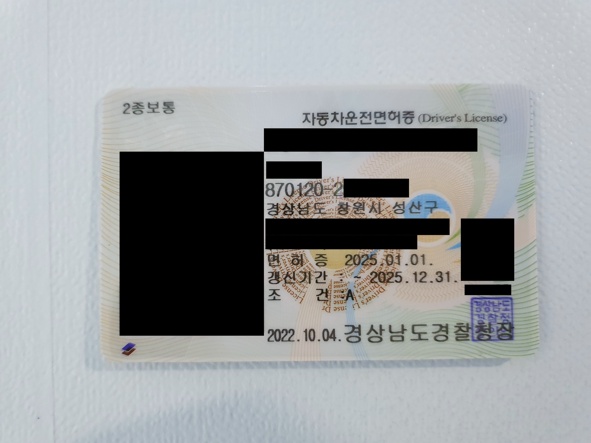 2종보통
자동차운전면허증 (Driver's License)
870120-2
경상남도 창원시 성산구
면 허 증 2025.01.01.
갱신기간 : ~ 2025.12.31.
조 건 A
2022.10.04. 경상남도경찰청장